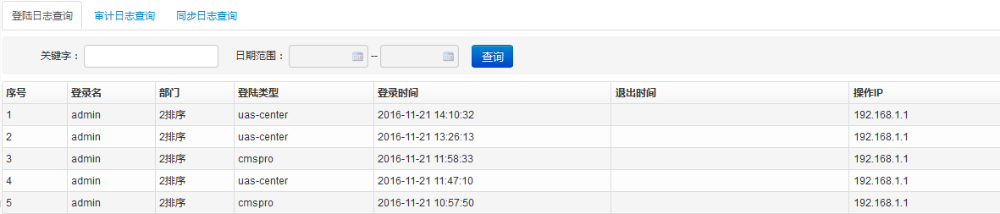 登陆日志查询 审计日志查询 同步日志查询
关键字： 日期范围： -- 查询
序号 登录名 部门 登陆类型 登录时间 退出时间 操作IP
1 admin 2排序 uas-center 2016-11-21 14:10:32 192.168.1.1
2 admin 2排序 uas-center 2016-11-21 13:26:13 192.168.1.1
3 admin 2排序 cmspro 2016-11-21 11:58:33 192.168.1.1
4 admin 2排序 uas-center 2016-11-21 11:47:10 192.168.1.1
5 admin 2排序 cmspro 2016-11-21 10:57:50 192.168.1.1